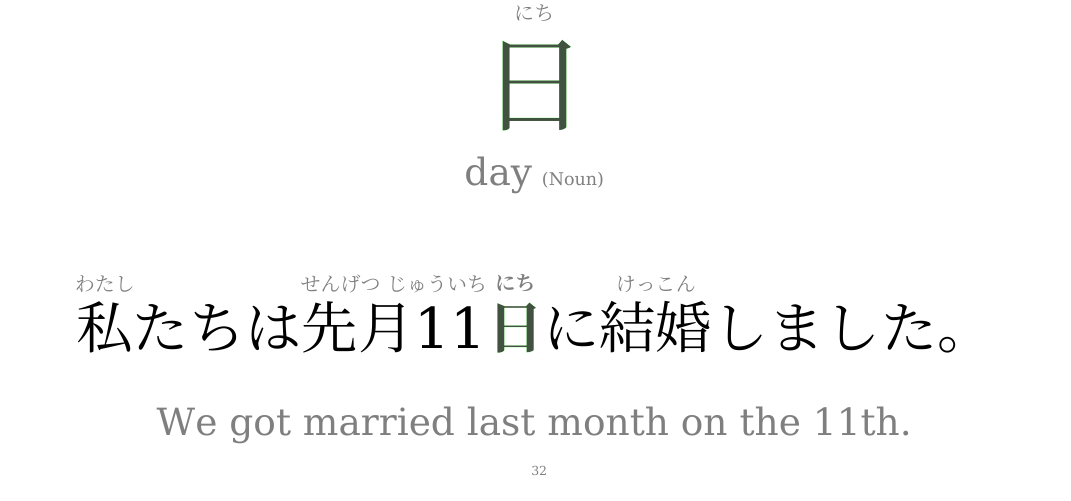 にち
日
day (Noun)
わたし せんげつ じゅういち にち けっこん
私たちは先月11日に結婚しました。
We got married last month on the 11th.
32